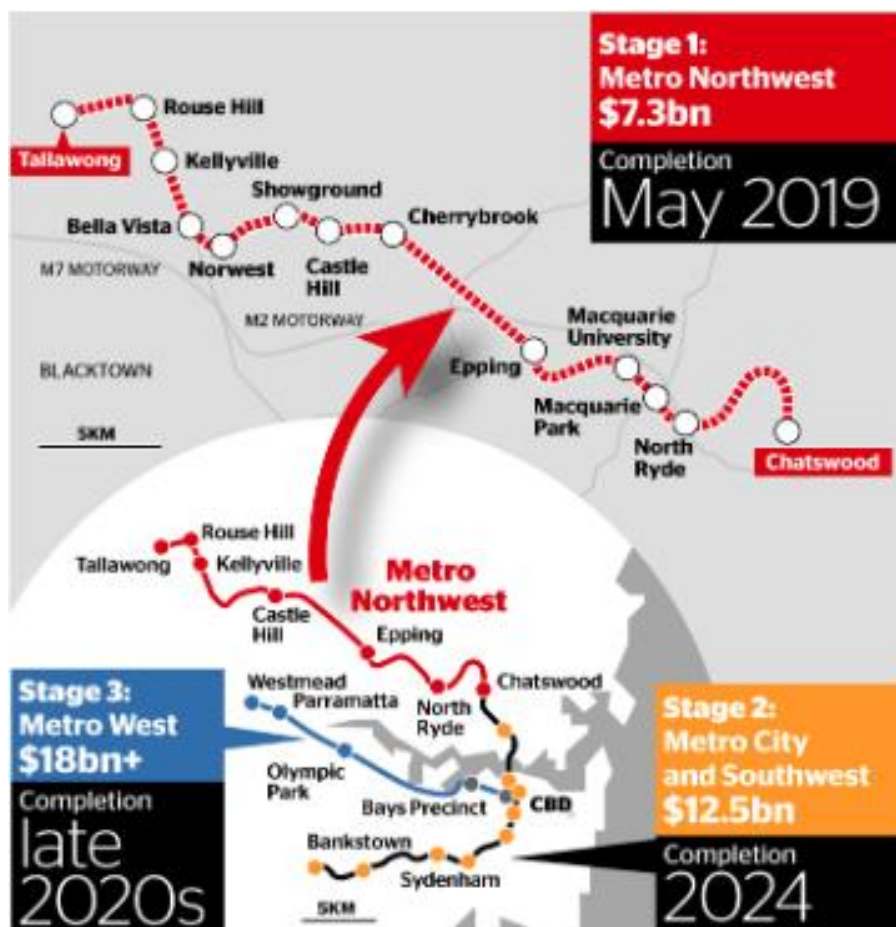 Stage 1:
Metro Northwest
$7.3bn
Completion
May 2019
Rouse Hill
Tallawong
Kellyville
Showground
Bella Vista
Cherrybrook
Norwest
Castle
Hill
M7 MOTORWAY
M2 MOTORWAY
Macquarie
University
BLACKTOWN
Epping
Macquarie
Park
North
Ryde
5KM
Chatswood
Rouse Hill
Tallawong
Kellyville
Metro
Northwest
Castle
Hill
Epping
Stage 3:
Metro West
$18bn+
Completion
late
2020s
Westmead
Parramatta
North
Ryde
Chatswood
Olympic
Park
Bays Precinct
CBD
Bankstown
Sydenham
5KM
Stage 2:
Metro City
and Southwest
$12.5bn
Completion
2024